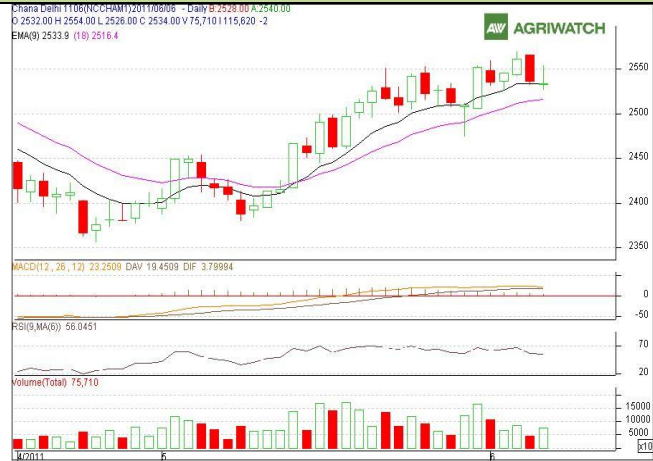 Chana Delhi 1106(NCCHAM1)2011/06/06 - Daily B:2528.00 A:2540.00
O 2532.00 H 2554.00 L 2526.00 C 2534.00 V 75,710 I 115,620 -2
EMA(9) 2533.9 (18) 2516.4
AW AGRIWATCH
2550
2500
2450
2400
2350
MACD(12,26,12) 23.2509 DAV 19.4509 DIF 3.79994
0
-50
RSI(9,MA(6)) 56.0451
70
20
Volume(Total) 75,710
15000
10000
5000
x10
4/2011 5 6